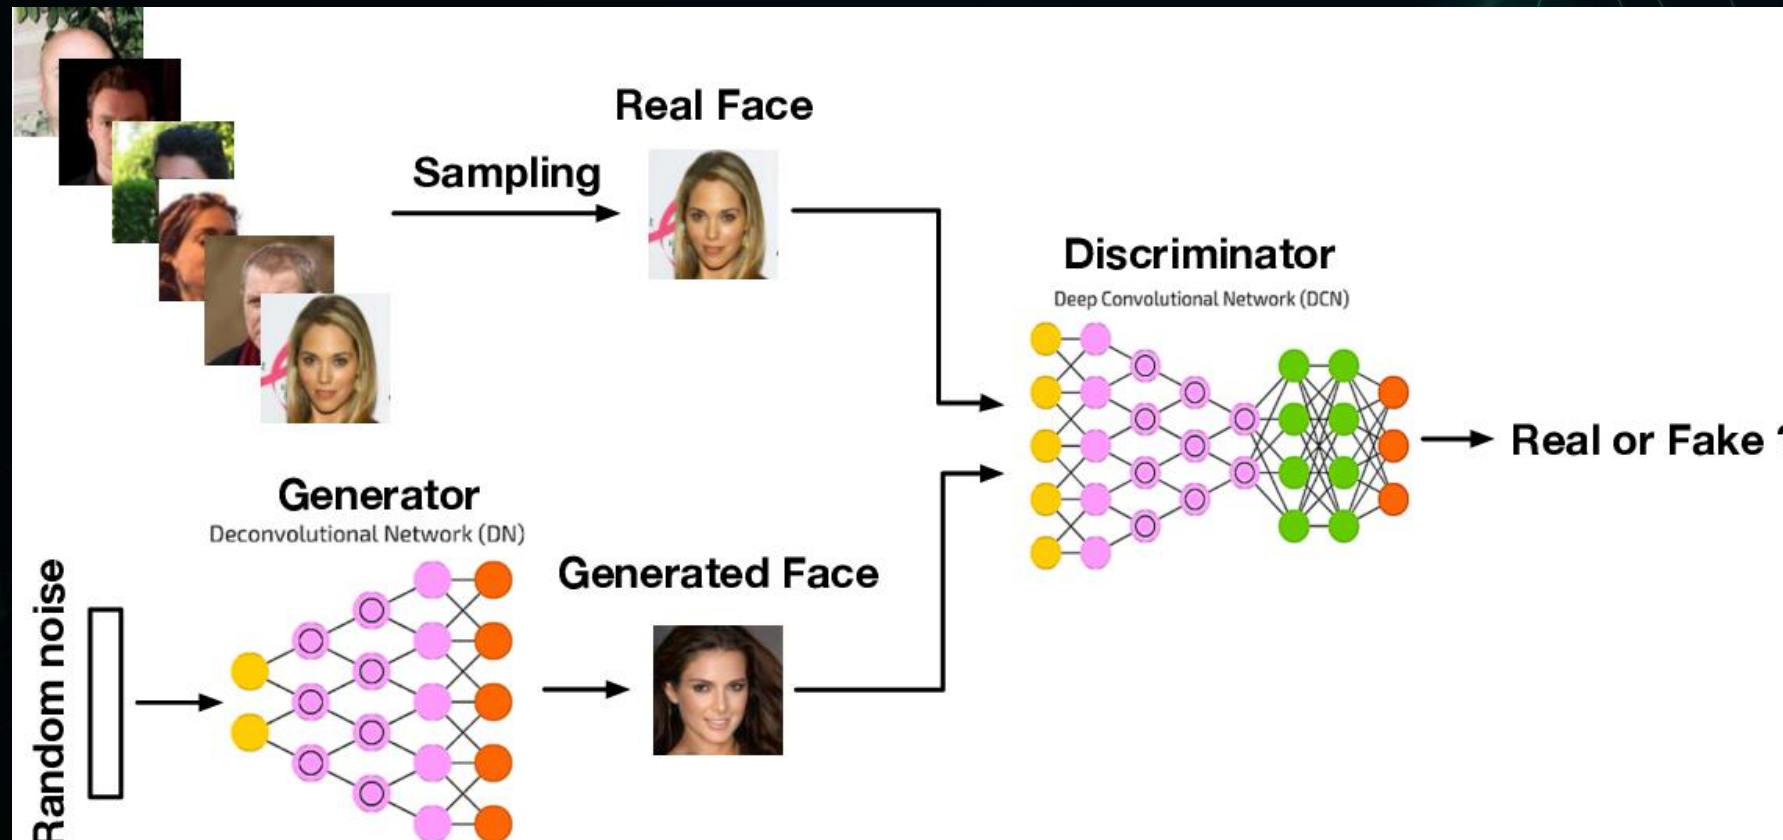 Real Face
Sampling
Discriminator
Deep Convolutional Network (DCN)
Real or Fake ?
Generator
Deconvolutional Network (DN)
Generated Face
Random noise